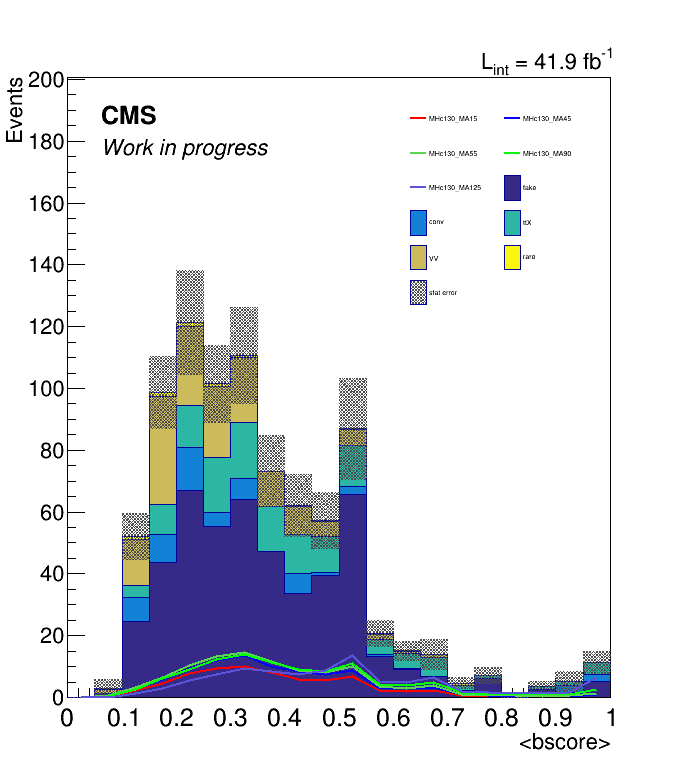 L_int = 41.9 fb^-1
Events
200
180
160
140
120
100
80
60
40
20
0
CMS
Work in progress
MHc130_MA15
MHc130_MA45
MHc130_MA55
MHc130_MA90
MHc130_MA125
fake
conv
ttX
VV
rare
stat error
0 0.1 0.2 0.3 0.4 0.5 0.6 0.7 0.8 0.9 1
<bscore>